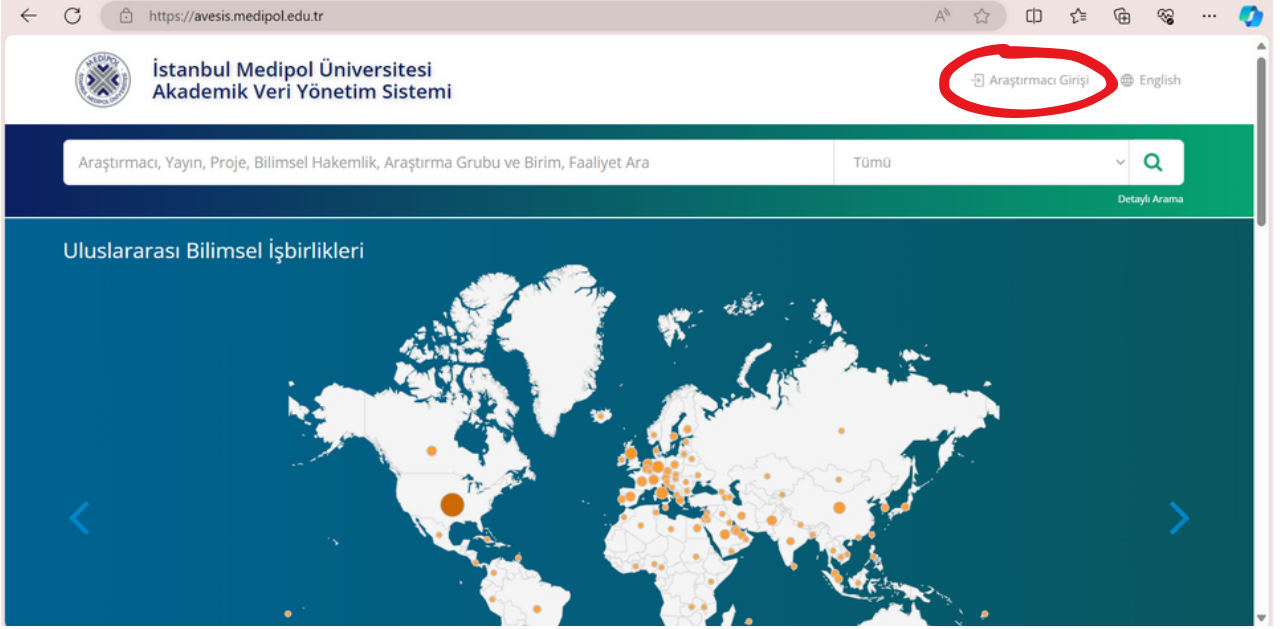 https://avesis.medipol.edu.tr
İstanbul Medipol Üniversitesi
Akademik Veri Yönetim Sistemi
Araştırmacı Girişi
English
Araştırmacı, Yayın, Proje, Bilimsel Hakemlik, Araştırma Grubu ve Birim, Faaliyet Ara
Tümü
Detaylı Arama
Uluslararası Bilimsel İşbirlikleri